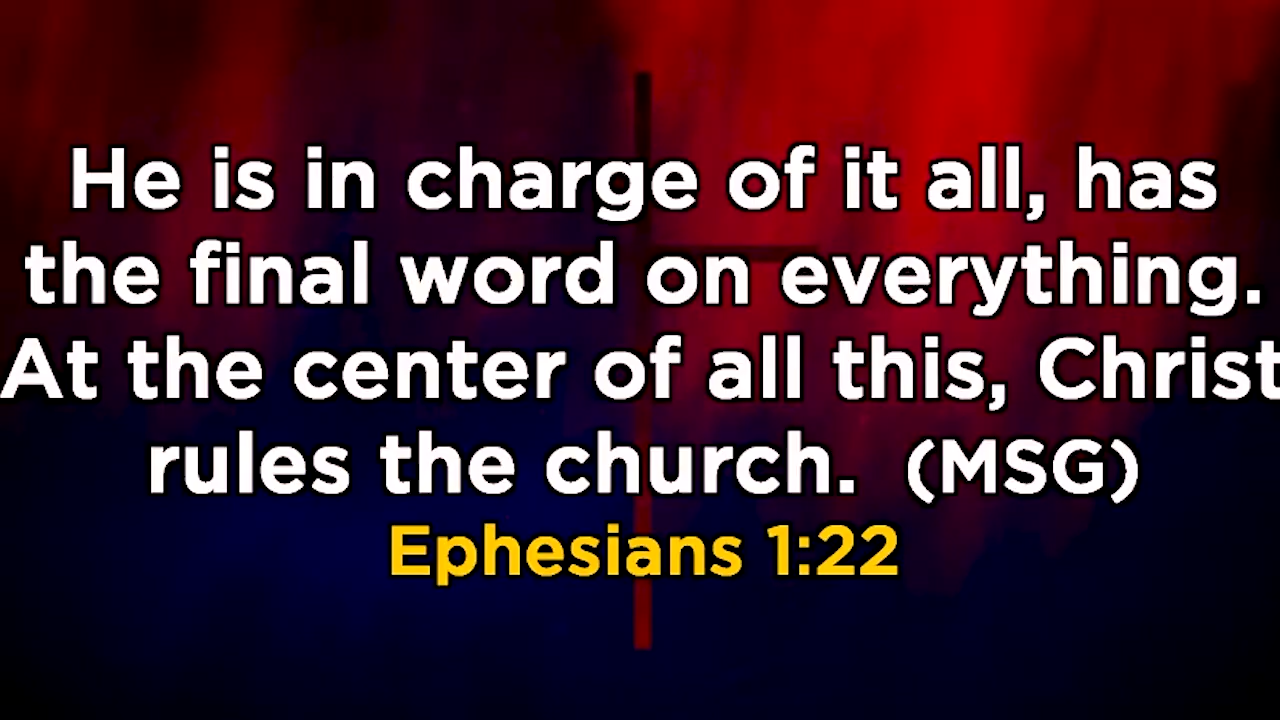 He is in charge of it all, has
the final word on everything.
At the center of all this, Christ
rules the church.  (MSG)
Ephesians 1:22